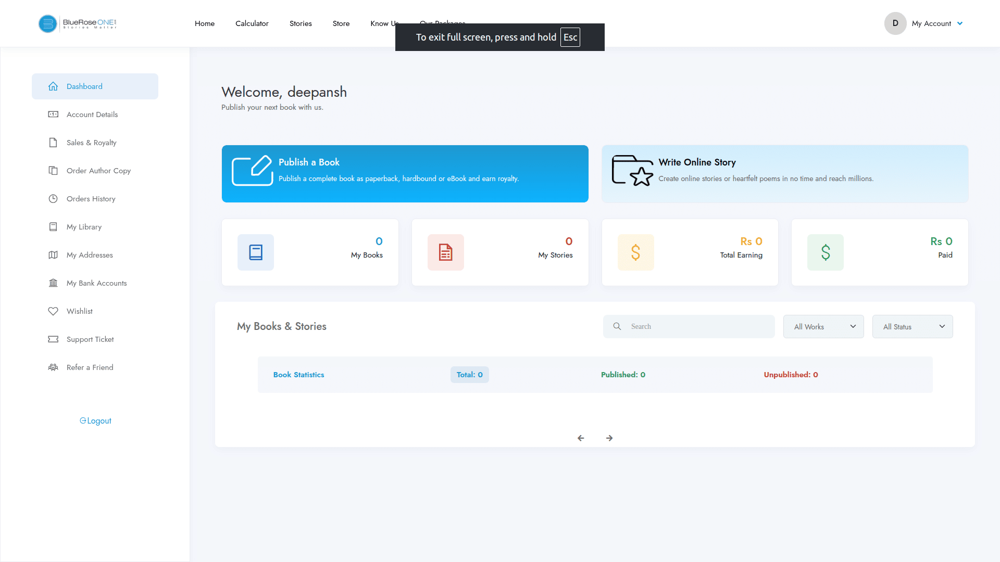 BlueRoseONE
Stories Matter
Home
Calculator
Stories
Store
Know Us
Our Packages
To exit full screen, press and hold Esc
D
My Account
Dashboard
Account Details
Sales & Royalty
Order Author Copy
Orders History
My Library
My Addresses
My Bank Accounts
Wishlist
Support Ticket
Refer a Friend
Logout
Welcome, deepansh
Publish your next book with us.
Publish a Book
Publish a complete book as paperback, hardbound or eBook and earn royalty.
Write Online Story
Create online stories or heartfelt poems in no time and reach millions.
0
My Books
0
My Stories
Rs 0
Total Earning
Rs 0
Paid
My Books & Stories
Search
All Works
All Status
Book Statistics
Total: 0
Published: 0
Unpublished: 0